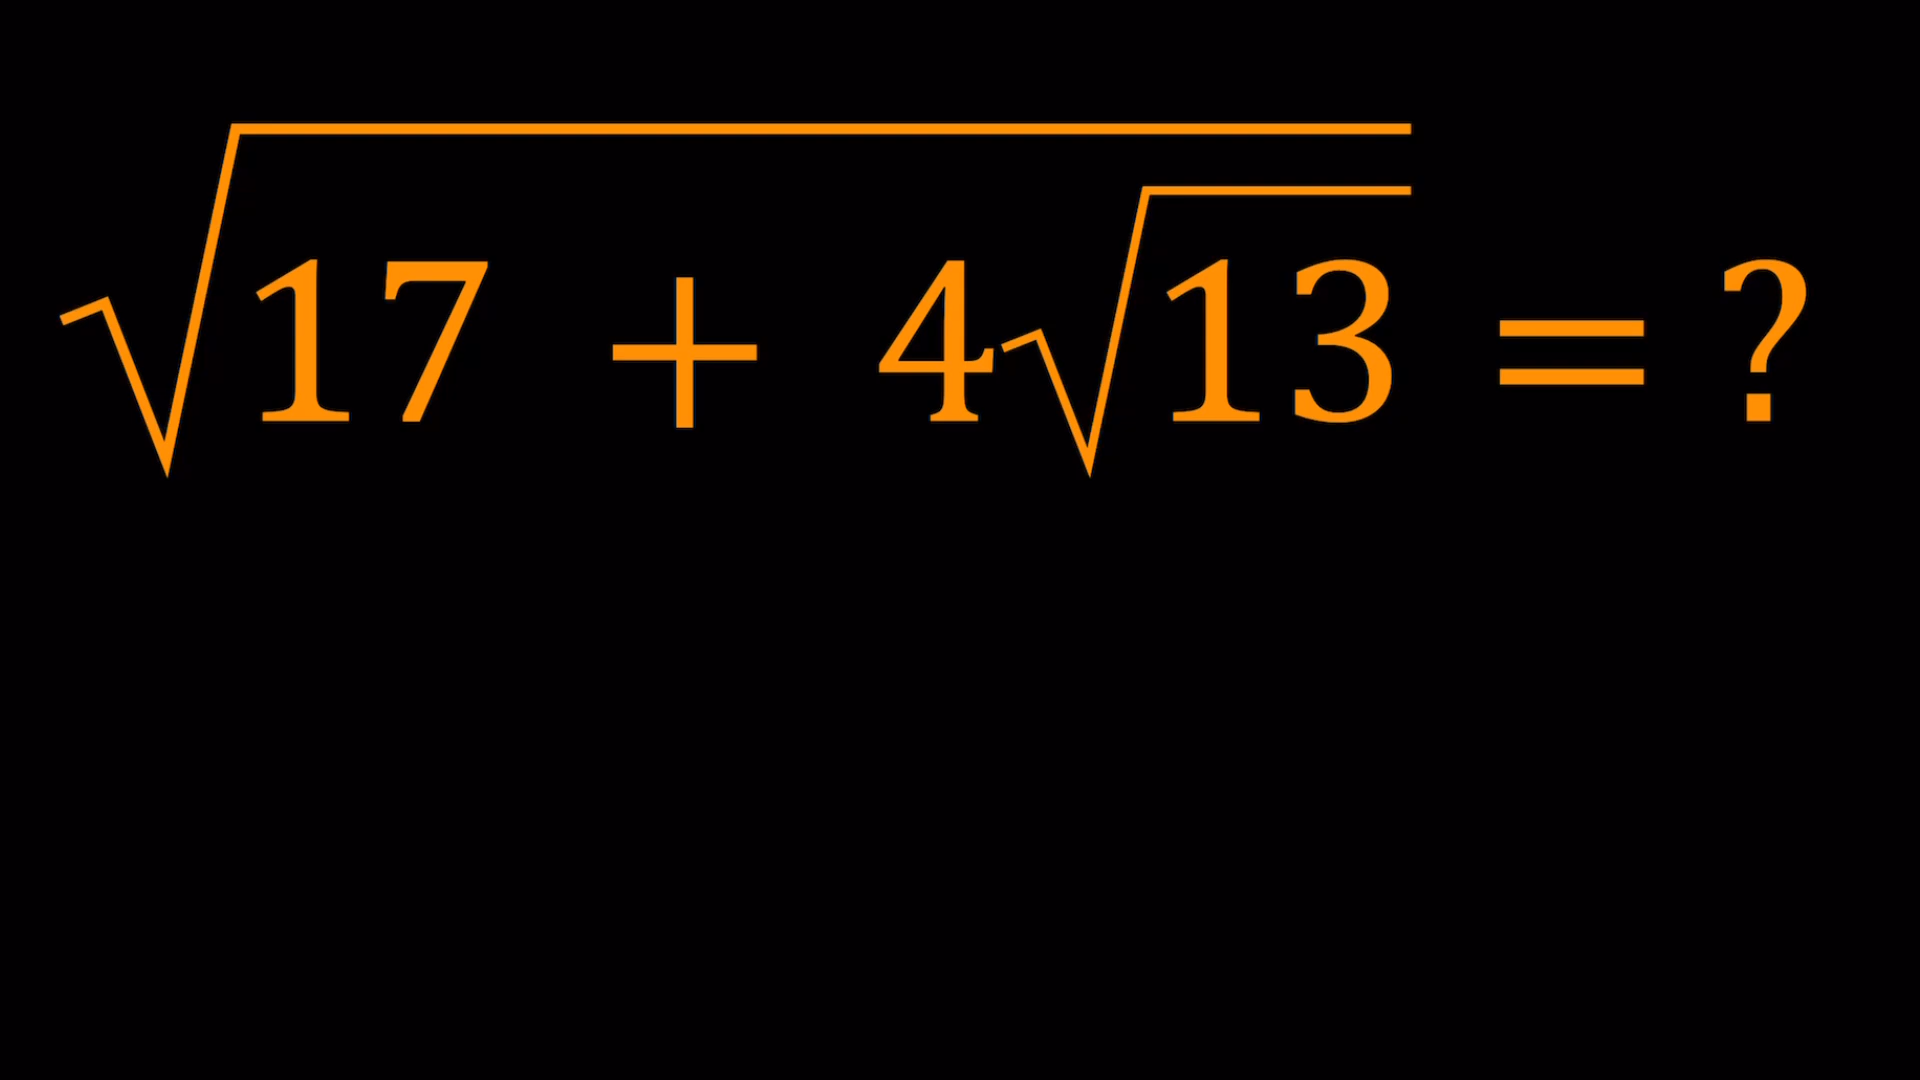 √(17 + 4√13) = ?